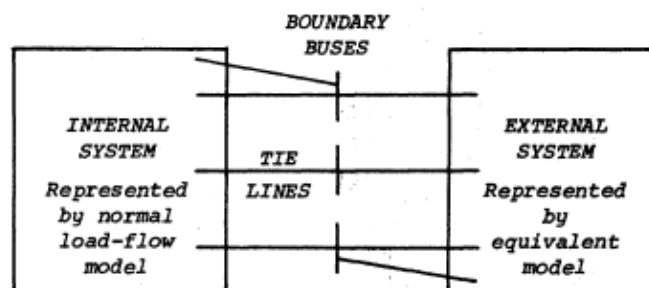 BOUNDARY
BUSES
INTERNAL
SYSTEM
Represented
by normal
load-flow
model
TIE
LINES
EXTERNAL
SYSTEM
Represented
by
equivalent
model